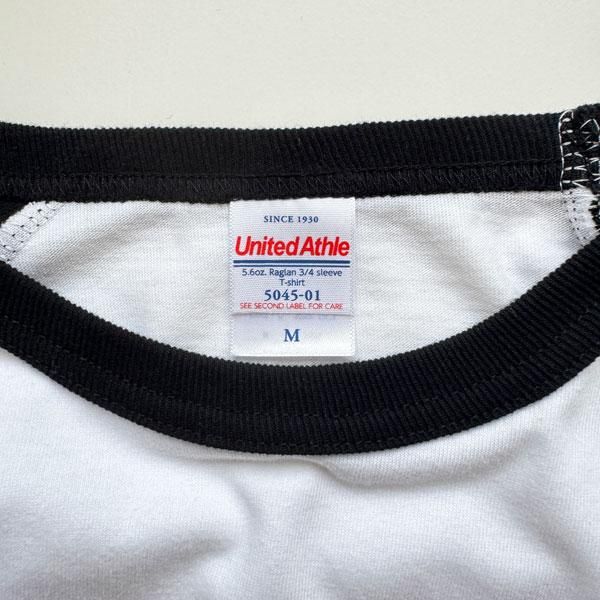 SINCE 1930
United Athle
5.6oz. Raglan 3/4 sleeve
T-shirt
5045-01
SEE SECOND LABEL FOR CARE
M